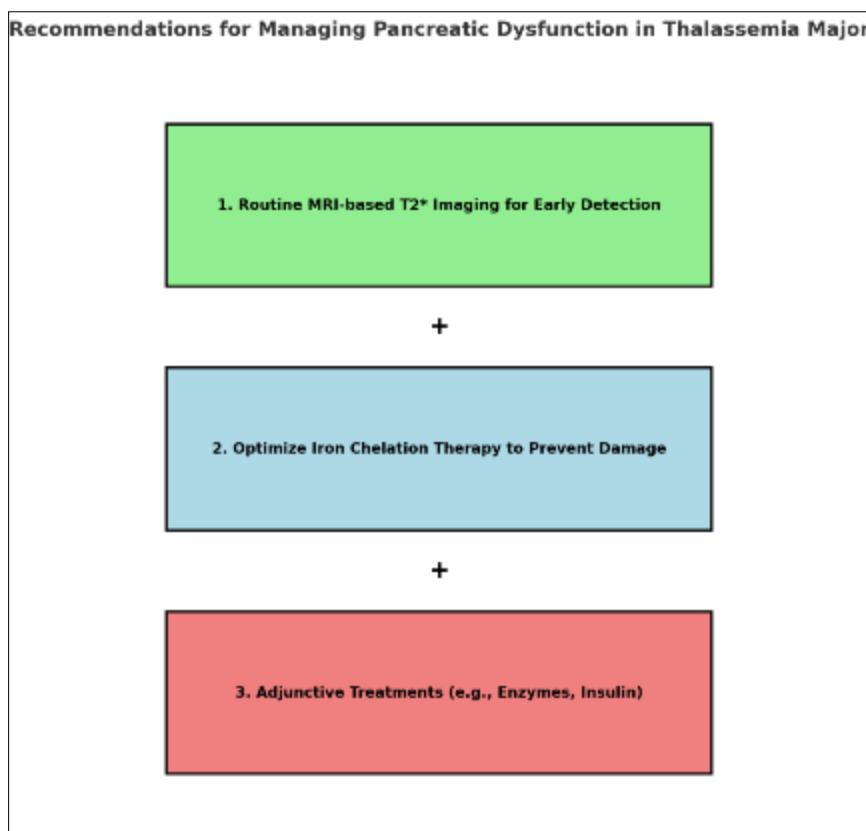 Recommendations for Managing Pancreatic Dysfunction in Thalassemia Major
1. Routine MRI-based T2* Imaging for Early Detection
+
2. Optimize Iron Chelation Therapy to Prevent Damage
+
3. Adjunctive Treatments (e.g., Enzymes, Insulin)